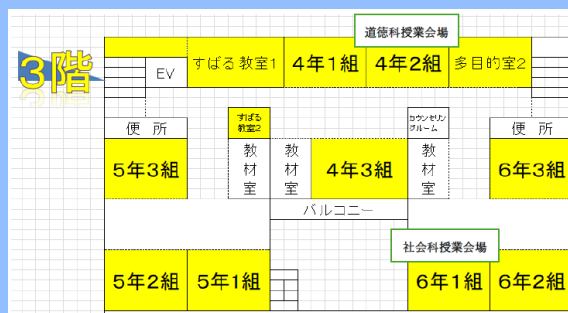 道徳科授業会場
3階
EV
すばる教室1
4年1組
4年2組
多目的室2
便所
すばる
教室2
カウンセリング
ルーム
便所
5年3組
教材室
教材室
4年3組
教材室
6年3組
バルコニー
社会科授業会場
5年2組
5年1組
6年1組
6年2組